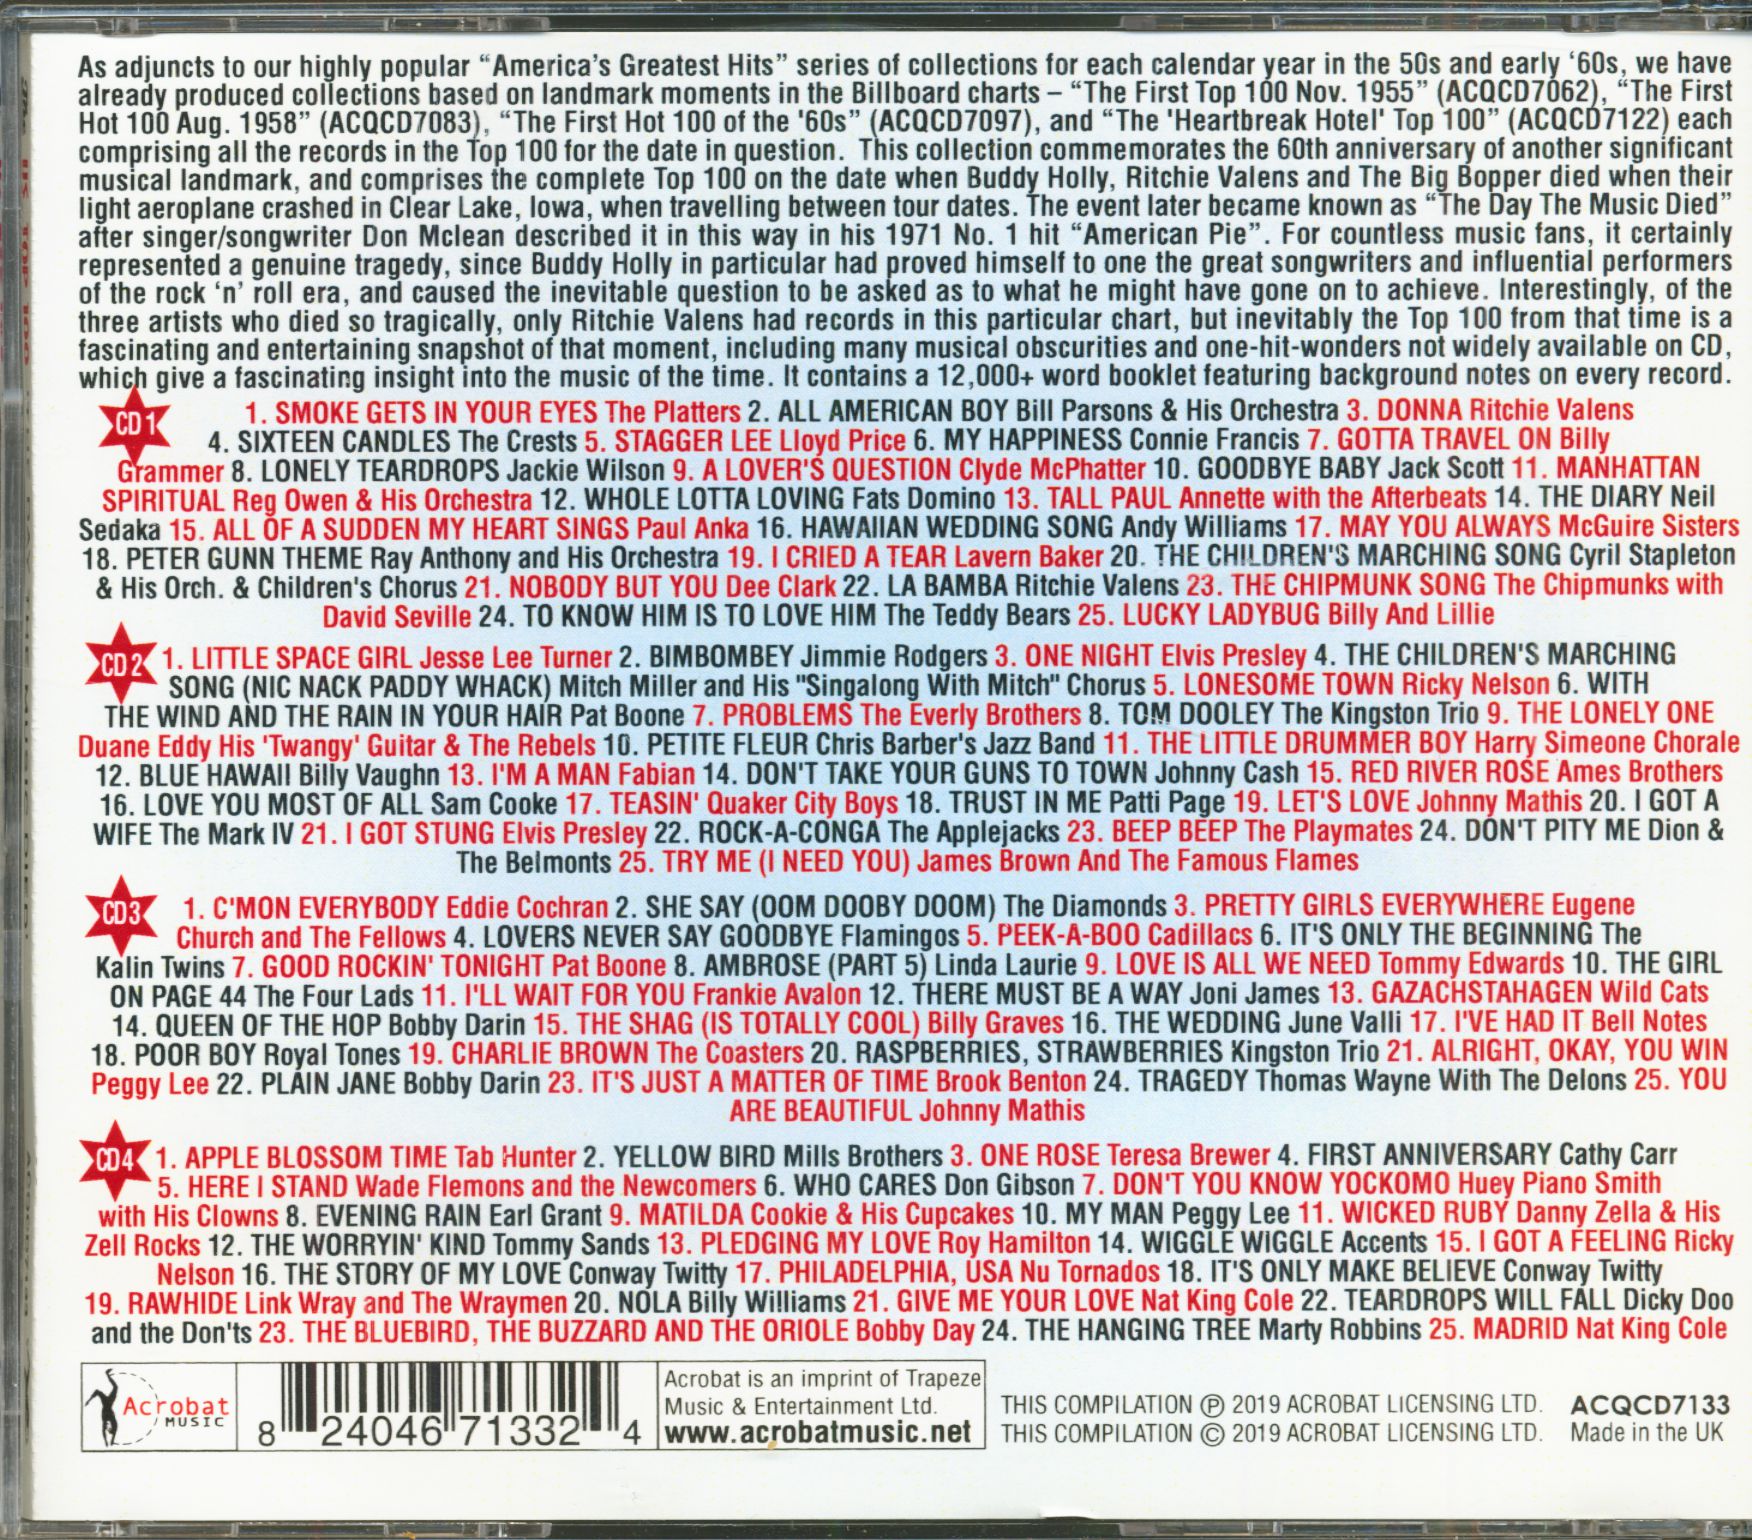 As adjuncts to our highly popular “America’s Greatest Hits” series of collections for each calendar year in the 50s and early ‘60s, we have
already produced collections based on landmark moments in the Billboard charts – “The First Top 100 Nov. 1955” (ACQCD7062), “The First
Hot 100 Aug. 1958” (ACQCD7083), “The First Hot 100 of the '60s” (ACQCD7097), and “The 'Heartbreak Hotel' Top 100” (ACQCD7122) each
comprising all the records in the Top 100 for the date in question. This collection commemorates the 60th anniversary of another significant
musical landmark, and comprises the complete Top 100 on the date when Buddy Holly, Ritchie Valens and The Big Bopper died when their
light aeroplane crashed in Clear Lake, Iowa, when travelling between tour dates. The event later became known as “The Day The Music Died”
after singer/songwriter Don Mclean described it in this way in his 1971 No. 1 hit “American Pie”. For countless music fans, it certainly
represented a genuine tragedy, since Buddy Holly in particular had proved himself to one the great songwriters and influential performers
of the rock ‘n’ roll era, and caused the inevitable question to be asked as to what he might have gone on to achieve. Interestingly, of the
three artists who died so tragically, only Ritchie Valens had records in this particular chart, but inevitably the Top 100 from that time is a
fascinating and entertaining snapshot of that moment, including many musical obscurities and one-hit-wonders not widely available on CD,
which give a fascinating insight into the music of the time. It contains a 12,000+ word booklet featuring background notes on every record.
CD 1
1. SMOKE GETS IN YOUR EYES The Platters 2. ALL AMERICAN BOY Bill Parsons & His Orchestra 3. DONNA Ritchie Valens
4. SIXTEEN CANDLES The Crests 5. STAGGER LEE Lloyd Price 6. MY HAPPINESS Connie Francis 7. GOTTA TRAVEL ON Billy
Grammer 8. LONELY TEARDROPS Jackie Wilson 9. A LOVER'S QUESTION Clyde McPhatter 10. GOODBYE BABY Jack Scott 11. MANHATTAN
SPIRITUAL Reg Owen & His Orchestra 12. WHOLE LOTTA LOVING Fats Domino 13. TALL PAUL Annette with the Afterbeats 14. THE DIARY Neil
Sedaka 15. ALL OF A SUDDEN MY HEART SINGS Paul Anka 16. HAWAIIAN WEDDING SONG Andy Williams 17. MAY YOU ALWAYS McGuire Sisters
18. PETER GUNN THEME Ray Anthony and His Orchestra 19. I CRIED A TEAR Lavern Baker 20. THE CHILDREN'S MARCHING SONG Cyril Stapleton
& His Orch. & Children's Chorus 21. NOBODY BUT YOU Dee Clark 22. LA BAMBA Ritchie Valens 23. THE CHIPMUNK SONG The Chipmunks with
David Seville 24. TO KNOW HIM IS TO LOVE HIM The Teddy Bears 25. LUCKY LADYBUG Billy And Lillie
CD 2
1. LITTLE SPACE GIRL Jesse Lee Turner 2. BIMBOMBEY Jimmie Rodgers 3. ONE NIGHT Elvis Presley 4. THE CHILDREN'S MARCHING
SONG (NIC NACK PADDY WHACK) Mitch Miller and His "Singalong With Mitch" Chorus 5. LONESOME TOWN Ricky Nelson 6. WITH
THE WIND AND THE RAIN IN YOUR HAIR Pat Boone 7. PROBLEMS The Everly Brothers 8. TOM DOOLEY The Kingston Trio 9. THE LONELY ONE
Duane Eddy His 'Twangy' Guitar & The Rebels 10. PETITE FLEUR Chris Barber's Jazz Band 11. THE LITTLE DRUMMER BOY Harry Simeone Chorale
12. BLUE HAWAII Billy Vaughn 13. I'M A MAN Fabian 14. DON'T TAKE YOUR GUNS TO TOWN Johnny Cash 15. RED RIVER ROSE Ames Brothers
16. LOVE YOU MOST OF ALL Sam Cooke 17. TEASIN' Quaker City Boys 18. TRUST IN ME Patti Page 19. LET'S LOVE Johnny Mathis 20. I GOT A
WIFE The Mark IV 21. I GOT STUNG Elvis Presley 22. ROCK-A-CONGA The Applejacks 23. BEEP BEEP The Playmates 24. DON'T PITY ME Dion &
The Belmonts 25. TRY ME (I NEED YOU) James Brown And The Famous Flames
CD3
1. C'MON EVERYBODY Eddie Cochran 2. SHE SAY (OOM DOOBY DOOM) The Diamonds 3. PRETTY GIRLS EVERYWHERE Eugene
Church and The Fellows 4. LOVERS NEVER SAY GOODBYE Flamingos 5. PEEK-A-BOO Cadillacs 6. IT'S ONLY THE BEGINNING The
Kalin Twins 7. GOOD ROCKIN' TONIGHT Pat Boone 8. AMBROSE (PART 5) Linda Laurie 9. LOVE IS ALL WE NEED Tommy Edwards 10. THE GIRL
ON PAGE 44 The Four Lads 11. I'LL WAIT FOR YOU Frankie Avalon 12. THERE MUST BE A WAY Joni James 13. GAZACHSTAHAGEN Wild Cats
14. QUEEN OF THE HOP Bobby Darin 15. THE SHAG (IS TOTALLY COOL) Billy Graves 16. THE WEDDING June Valli 17. I'VE HAD IT Bell Notes
18. POOR BOY Royal Tones 19. CHARLIE BROWN The Coasters 20. RASPBERRIES, STRAWBERRIES Kingston Trio 21. ALRIGHT, OKAY, YOU WIN
Peggy Lee 22. PLAIN JANE Bobby Darin 23. IT'S JUST A MATTER OF TIME Brook Benton 24. TRAGEDY Thomas Wayne With The Delons 25. YOU
ARE BEAUTIFUL Johnny Mathis
CD4
1. APPLE BLOSSOM TIME Tab Hunter 2. YELLOW BIRD Mills Brothers 3. ONE ROSE Teresa Brewer 4. FIRST ANNIVERSARY Cathy Carr
5. HERE I STAND Wade Flemons and the Newcomers 6. WHO CARES Don Gibson 7. DON'T YOU KNOW YOCKOMO Huey Piano Smith
with His Clowns 8. EVENING RAIN Earl Grant 9. MATILDA Cookie & His Cupcakes 10. MY MAN Peggy Lee 11. WICKED RUBY Danny Zella & His
Zell Rocks 12. THE WORRYIN' KIND Tommy Sands 13. PLEDGING MY LOVE Roy Hamilton 14. WIGGLE WIGGLE Accents 15. I GOT A FEELING Ricky
Nelson 16. THE STORY OF MY LOVE Conway Twitty 17. PHILADELPHIA, USA Nu Tornados 18. IT'S ONLY MAKE BELIEVE Conway Twitty
19. RAWHIDE Link Wray and The Wraymen 20. NOLA Billy Williams 21. GIVE ME YOUR LOVE Nat King Cole 22. TEARDROPS WILL FALL Dicky Doo
and the Don'ts 23. THE BLUEBIRD, THE BUZZARD AND THE ORIOLE Bobby Day 24. THE HANGING TREE Marty Robbins 25. MADRID Nat King Cole
Acrobat
MUSIC
8 24046 71332 4
Acrobat is an imprint of Trapeze
Music & Entertainment Ltd.
www.acrobatmusic.net
THIS COMPILATION Ⓟ 2019 ACROBAT LICENSING LTD.
THIS COMPILATION © 2019 ACROBAT LICENSING LTD.
ACQCD7133
Made in the UK